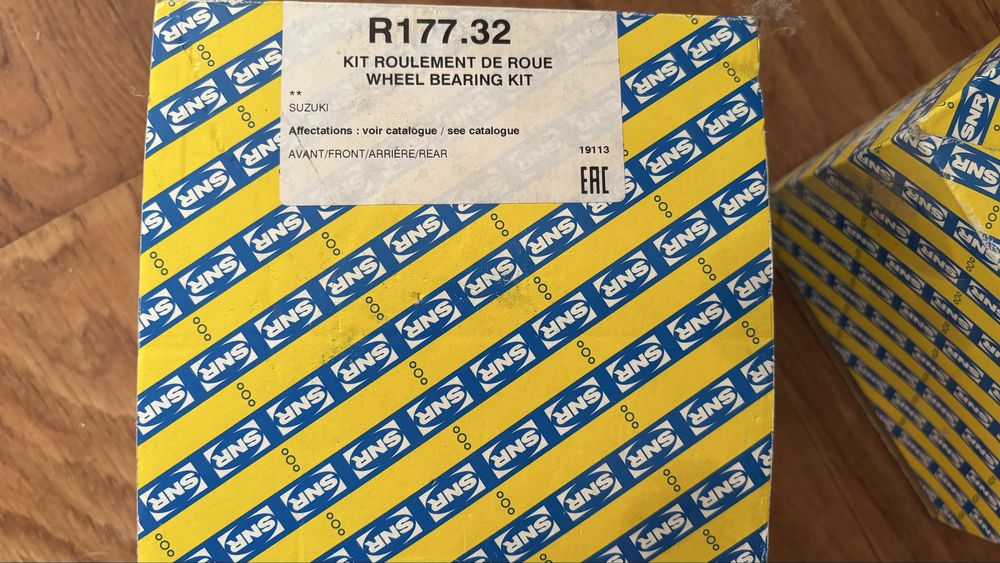 R177.32
KIT ROULEMENT DE ROUE
WHEEL BEARING KIT
**
SUZUKI
Affectations : voir catalogue / see catalogue
AVANT/FRONT/ARRIÈRE/REAR
19113
EAC
SNR